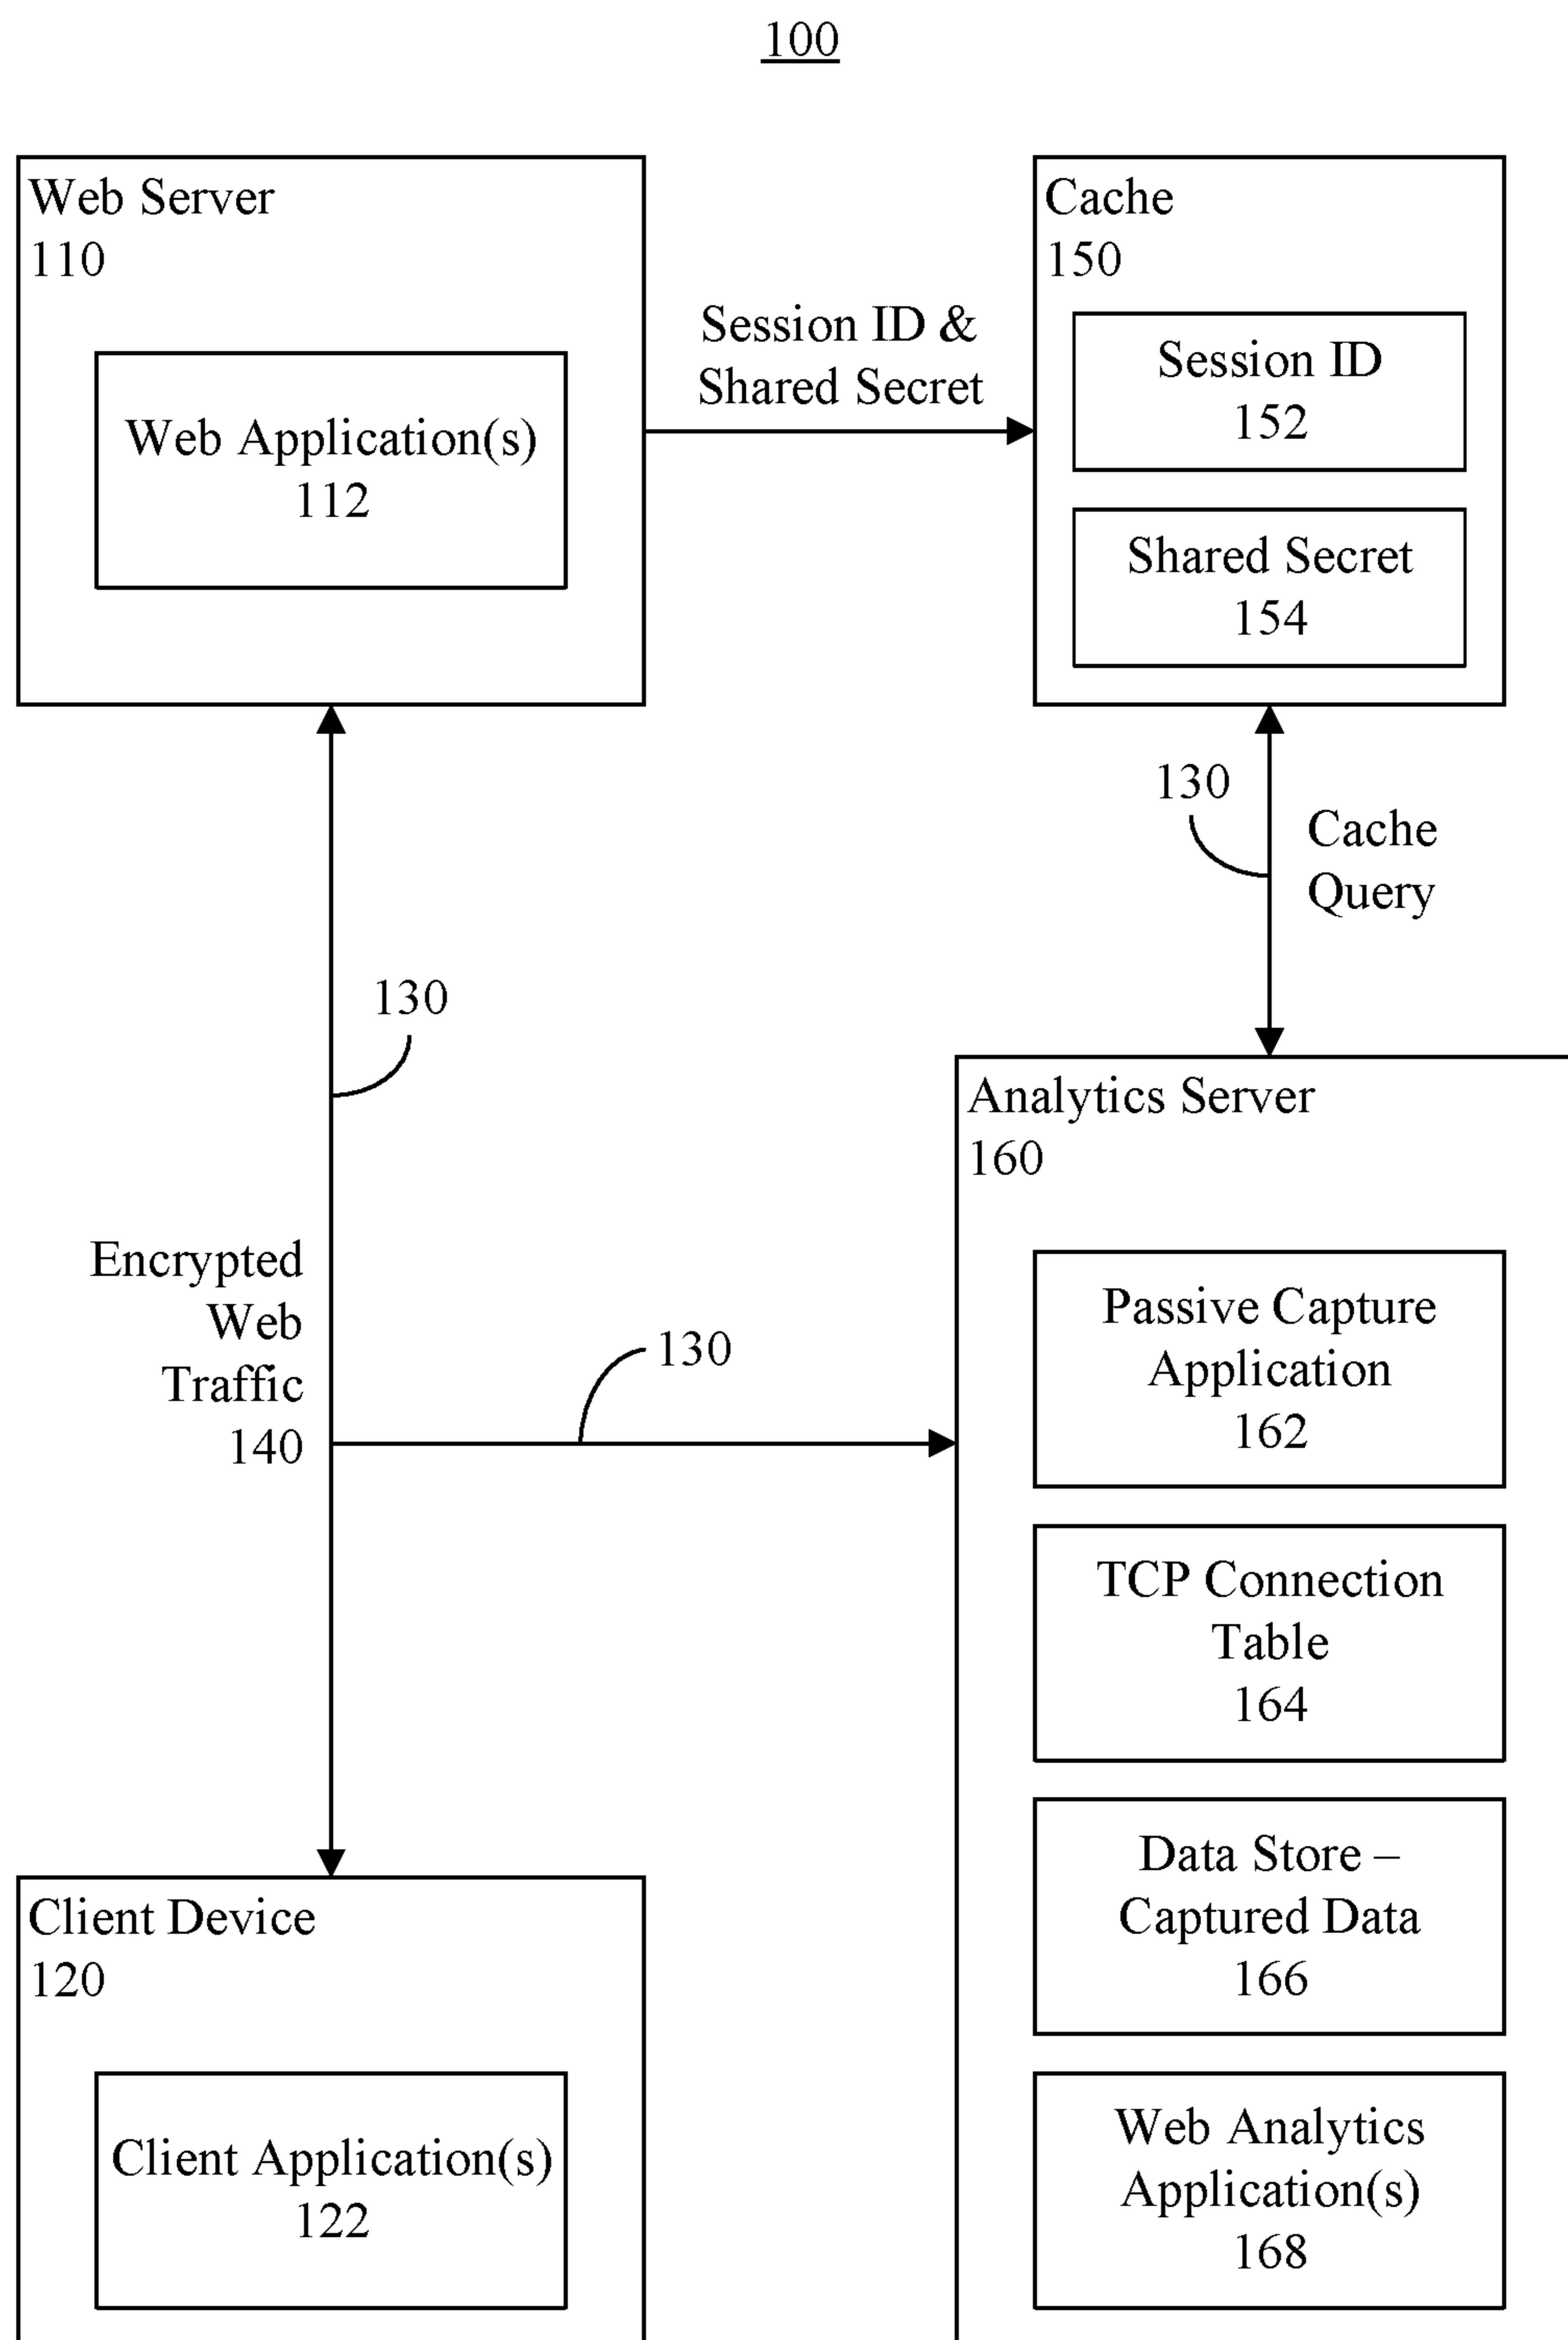 100
Web Server
110
Web Application(s)
112
Session ID &
Shared Secret
Cache
150
Session ID
152
Shared Secret
154
130
Cache
Query
130
Encrypted
Web
Traffic
140
130
Analytics Server
160
Passive Capture
Application
162
TCP Connection
Table
164
Data Store –
Captured Data
166
Web Analytics
Application(s)
168
Client Device
120
Client Application(s)
122